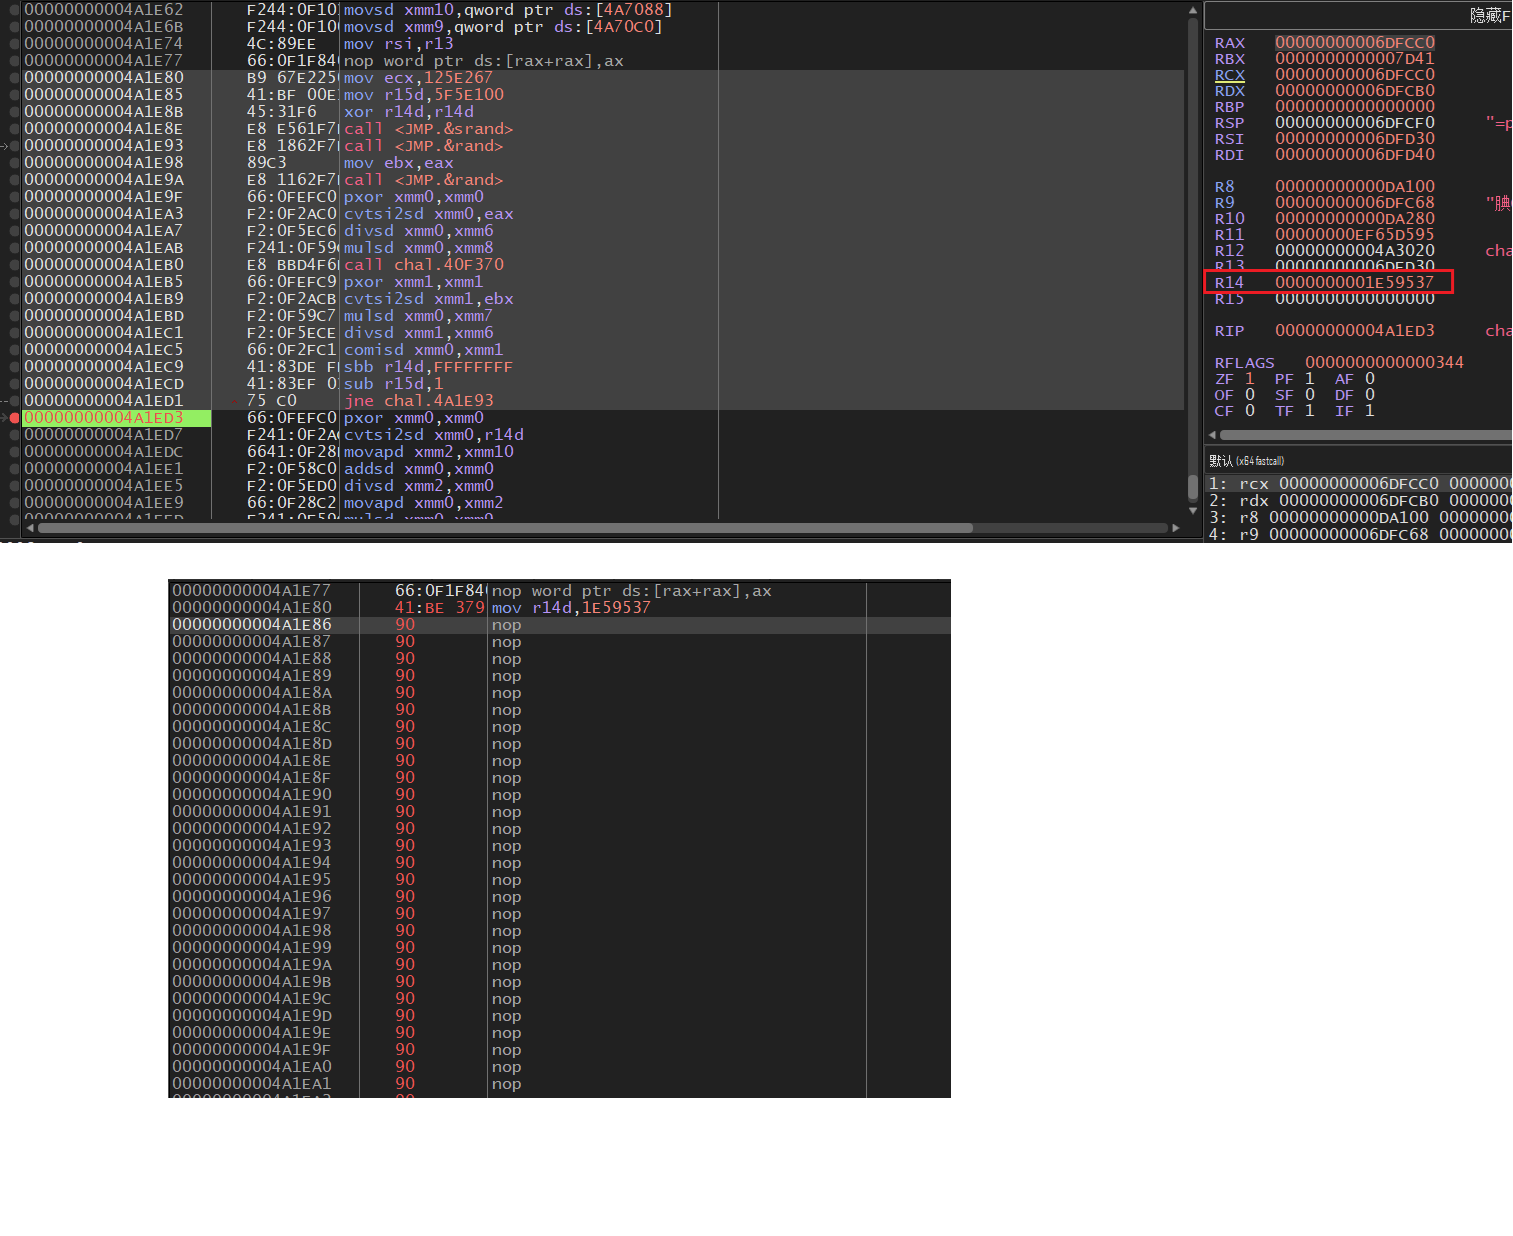 00000000004A1E62 F244:0F10 movsd xmm10,qword ptr ds:[4A7088]
00000000004A1E6B F244:0F10 movsd xmm9,qword ptr ds:[4A70C0]
00000000004A1E74 4C:89EE mov rsi,r13
00000000004A1E77 66:0F1F84 nop word ptr ds:[rax+rax],ax
00000000004A1E80 B9 67E225 mov ecx,125E267
00000000004A1E85 41:BF 00E mov r15d,5F5E100
00000000004A1E8B 45:31F6 xor r14d,r14d
00000000004A1E8E E8 E561F7 call <JMP.&srand>
00000000004A1E93 E8 1862F7 call <JMP.&rand>
00000000004A1E98 89C3 mov ebx,eax
00000000004A1E9A E8 1162F7 call <JMP.&rand>
00000000004A1E9F 66:0FEFC0 pxor xmm0,xmm0
00000000004A1EA3 F2:0F2AC0 cvtsi2sd xmm0,eax
00000000004A1EA7 F2:0F5EC6 divsd xmm0,xmm6
00000000004A1EAB F241:0F59 mulsd xmm0,xmm8
00000000004A1EB0 E8 BBD4F6 call chal.40F370
00000000004A1EB5 66:0FEFC9 pxor xmm1,xmm1
00000000004A1EB9 F2:0F2ACB cvtsi2sd xmm1,ebx
00000000004A1EBD F2:0F59C7 mulsd xmm0,xmm7
00000000004A1EC1 F2:0F5ECE divsd xmm1,xmm6
00000000004A1EC5 66:0F2FC1 comisd xmm0,xmm1
00000000004A1EC9 41:83DE F sbb r14d,FFFFFFFF
00000000004A1ECD 41:83EF 0 sub r15d,1
00000000004A1ED1 75 C0 jne chal.4A1E93
00000000004A1ED3 66:0FEFC0 pxor xmm0,xmm0
00000000004A1ED7 F241:0F2A cvtsi2sd xmm0,r14d
00000000004A1EDC 6641:0F28 movapd xmm2,xmm10
00000000004A1EE1 F2:0F58C0 addsd xmm0,xmm0
00000000004A1EE5 F2:0F5ED0 divsd xmm2,xmm0
00000000004A1EE9 66:0F28C2 movapd xmm0,xmm2
隐藏F
RAX 00000000006DFCC0
RBX 0000000000007D41
RCX 00000000006DFCC0
RDX 00000000006DFCB0
RBP 0000000000000000
RSP 00000000006DFCF0 "=p
RSI 00000000006DFD30
RDI 00000000006DFD40
R8 00000000000DA100
R9 00000000006DFC68
R10 00000000000DA280
R11 00000000EF65D595
R12 00000000004A3020 cha
R13 00000000006DFD30
R14 0000000001E59537
R15 0000000000000000
RIP 00000000004A1ED3 cha
RFLAGS 0000000000000344
ZF 1 PF 1 AF 0
OF 0 SF 0 DF 0
CF 0 TF 1 IF 1
默认 (x64 fastcall)
1: rcx 00000000006DFCC0 0000000
2: rdx 00000000006DFCB0 0000000
3: r8 00000000000DA100 0000000
4: r9 00000000006DFC68 0000000
00000000004A1E77 66:0F1F84 nop word ptr ds:[rax+rax],ax
00000000004A1E80 41:BE 379 mov r14d,1E59537
00000000004A1E86 90 nop
00000000004A1E87 90 nop
00000000004A1E88 90 nop
00000000004A1E89 90 nop
00000000004A1E8A 90 nop
00000000004A1E8B 90 nop
00000000004A1E8C 90 nop
00000000004A1E8D 90 nop
00000000004A1E8E 90 nop
00000000004A1E8F 90 nop
00000000004A1E90 90 nop
00000000004A1E91 90 nop
00000000004A1E92 90 nop
00000000004A1E93 90 nop
00000000004A1E94 90 nop
00000000004A1E95 90 nop
00000000004A1E96 90 nop
00000000004A1E97 90 nop
00000000004A1E98 90 nop
00000000004A1E99 90 nop
00000000004A1E9A 90 nop
00000000004A1E9B 90 nop
00000000004A1E9C 90 nop
00000000004A1E9D 90 nop
00000000004A1E9E 90 nop
00000000004A1E9F 90 nop
00000000004A1EA0 90 nop
00000000004A1EA1 90 nop